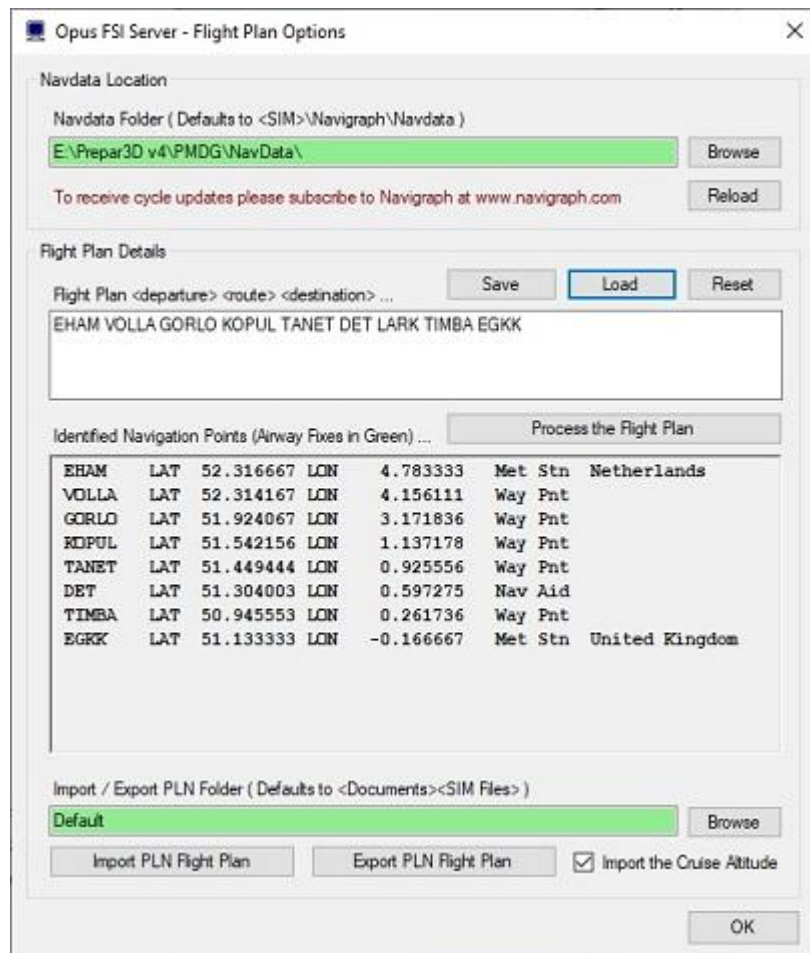 Opus FSI Server - Flight Plan Options
Navdata Location
Navdata Folder ( Defaults to <SIM>\Navigraph\Navdata )
E:\Prepar3D v4\PMDG\NavData\ Browse
To receive cycle updates please subscribe to Navigraph at www.navigraph.com Reload
Flight Plan Details
Flight Plan <departure> <route> <destination> ... Save Load Reset
EHAM VOLLA GORLO KOPUL TANET DET LARK TIMBA EGKK
Identified Navigation Points (Airway Fixes in Green) ... Process the Flight Plan
EHAM LAT 52.316667 LON 4.783333 Met Stn Netherlands
VOLLA LAT 52.314167 LON 4.156111 Way Pnt
GORLO LAT 51.924067 LON 3.171836 Way Pnt
KOPUL LAT 51.542156 LON 1.137178 Way Pnt
TANET LAT 51.449444 LON 0.925556 Way Pnt
DET LAT 51.304003 LON 0.597275 Nav Aid
TIMBA LAT 50.945553 LON 0.261736 Way Pnt
EGKK LAT 51.133333 LON -0.166667 Met Stn United Kingdom
Import / Export PLN Folder ( Defaults to <Documents><SIM Files> )
Default Browse
Import PLN Flight Plan Export PLN Flight Plan Import the Cruise Altitude
OK